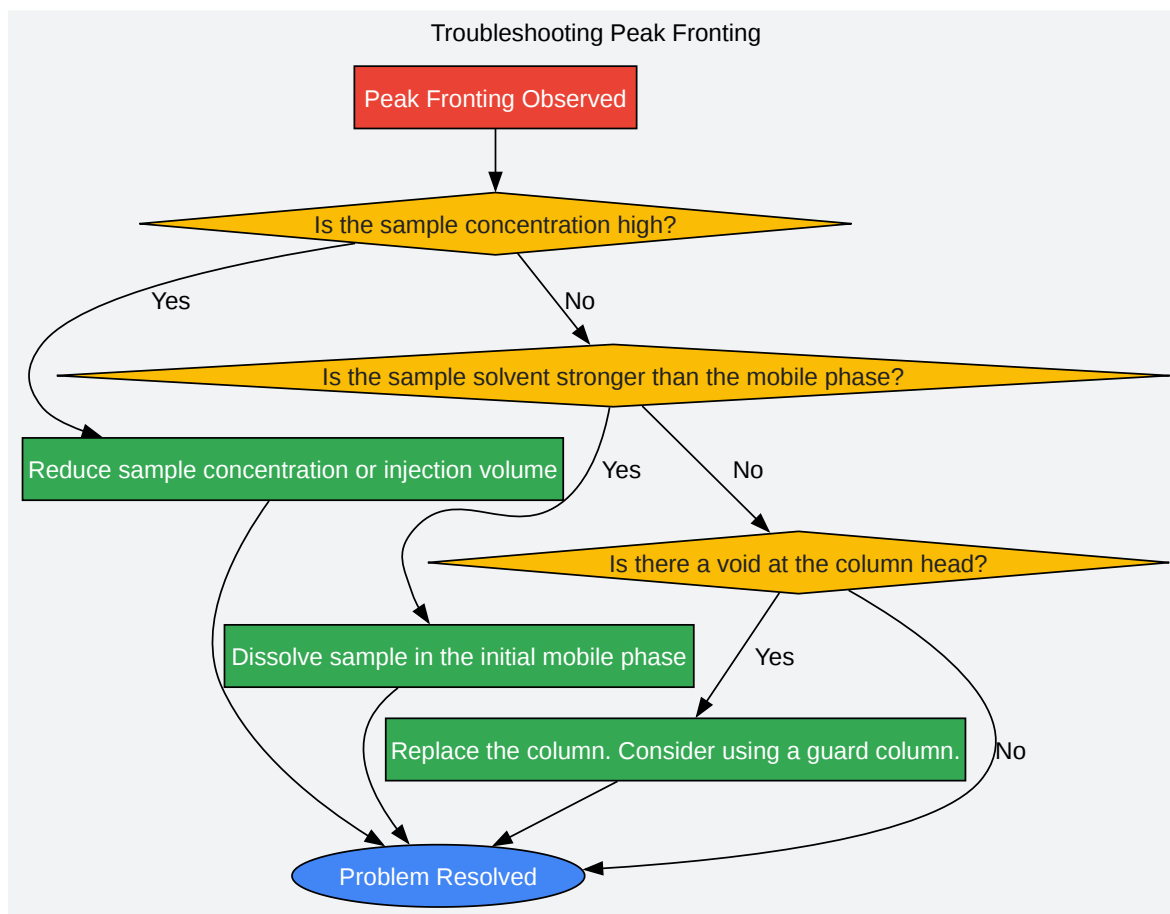 Troubleshooting Peak Fronting
Peak Fronting Observed
Is the sample concentration high?
Yes
No
Is the sample solvent stronger than the mobile phase?
Reduce sample concentration or injection volume
Yes
No
Is there a void at the column head?
Dissolve sample in the initial mobile phase
Yes
Replace the column. Consider using a guard column.
No
Problem Resolved